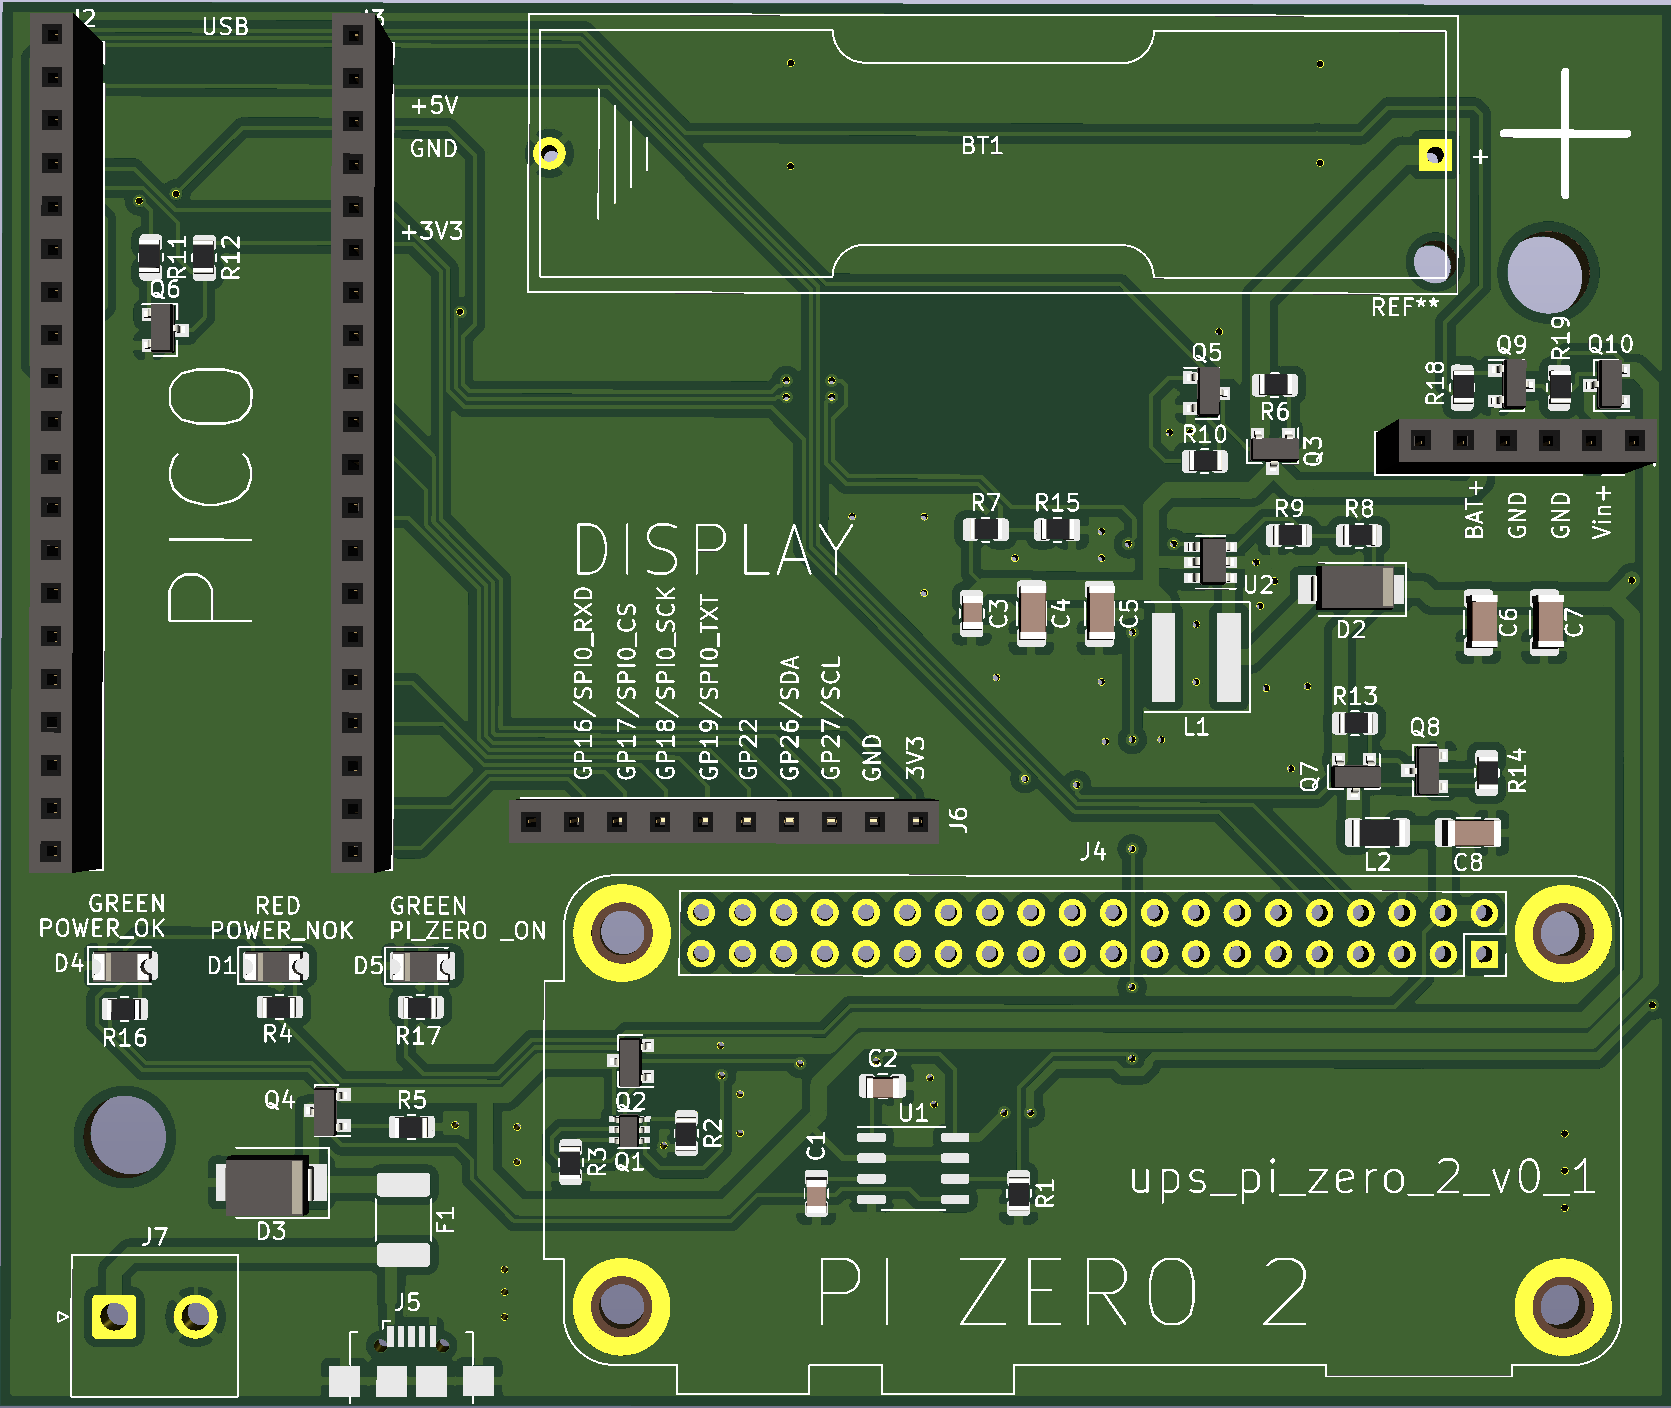 J2
J3
USB
+5V
GND
+3V3
BT1
+
REF**
R11
R12
Q6
PICO
Q5
R6
R10
Q3
R18
Q9
R19
Q10
BAT+
GND
GND
Vin+
R7
R15
R9
R8
U2
D2
C3
C4
C5
C6
C7
L1
DISPLAY
GP16/SPI0_RXD
GP17/SPI0_CS
GP18/SPI0_SCK
GP19/SPI0_TXT
GP22
GP26/SDA
GP27/SCL
GND
3V3
J6
R13
Q8
Q7
R14
L2
C8
J4
GREEN
POWER_OK
RED
POWER_NOK
GREEN
PI_ZERO _ON
D4
D1
D5
R16
R4
R17
Q4
R5
Q2
Q1
R2
R3
C2
U1
C1
R1
D3
F1
J7
J5
ups_pi_zero_2_v0_1
PI ZERO 2